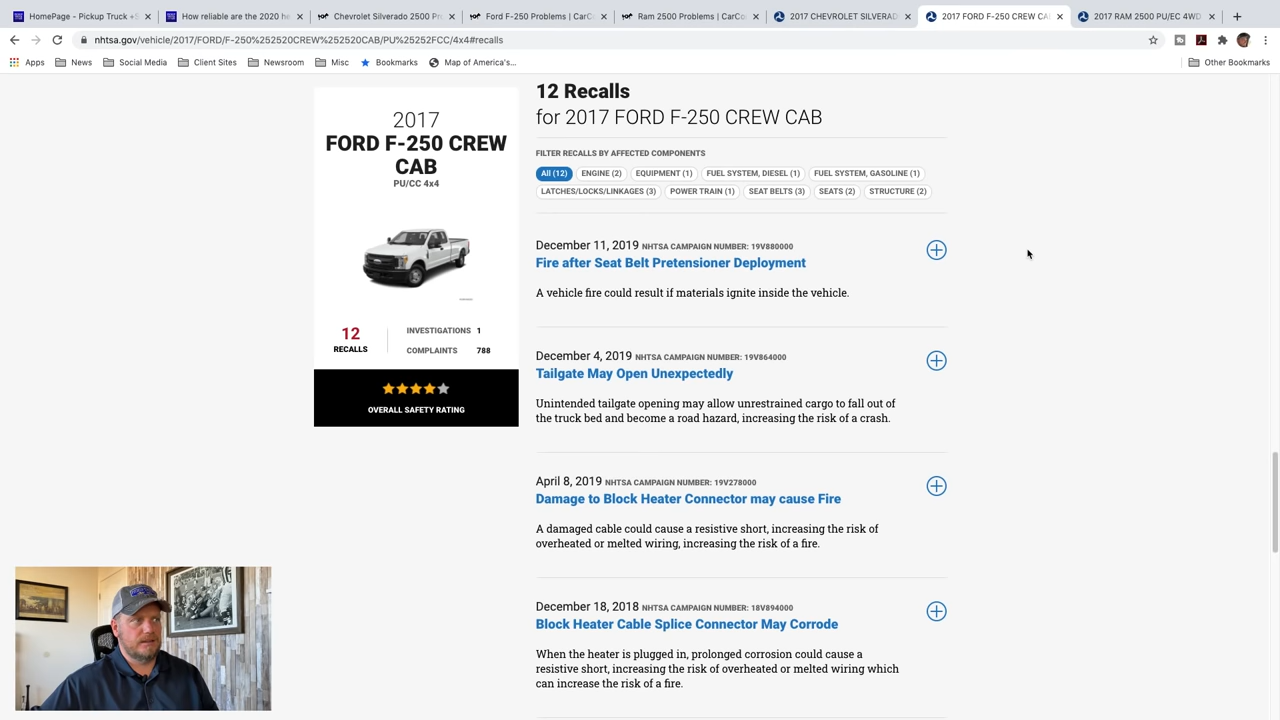 HomePage - Pickup Truck +S
How reliable are the 2020 he
Chevrolet Silverado 2500 Pr
Ford F-250 Problems | CarCo
Ram 2500 Problems | CarCo
2017 CHEVROLET SILVERAD
2017 FORD F-250 CREW CA
2017 RAM 2500 PU/EC 4WD
nhtsa.gov/vehicle/2017/FORD/F-250%252520CREW%252520CAB/PU%25252FCC/4x4#recalls
Apps
News
Social Media
Client Sites
Newsroom
Misc
Bookmarks
Map of America's...
Other Bookmarks
2017
FORD F-250 CREW
CAB
PU/CC 4x4
12
RECALLS
INVESTIGATIONS 1
COMPLAINTS 788
OVERALL SAFETY RATING
12 Recalls
for 2017 FORD F-250 CREW CAB
FILTER RECALLS BY AFFECTED COMPONENTS
All (12) ENGINE (2) EQUIPMENT (1) FUEL SYSTEM, DIESEL (1) FUEL SYSTEM, GASOLINE (1)
LATCHES/LOCKS/LINKAGES (3) POWER TRAIN (1) SEAT BELTS (3) SEATS (2) STRUCTURE (2)
December 11, 2019 NHTSA CAMPAIGN NUMBER: 19V880000
Fire after Seat Belt Pretensioner Deployment
A vehicle fire could result if materials ignite inside the vehicle.
December 4, 2019 NHTSA CAMPAIGN NUMBER: 19V864000
Tailgate May Open Unexpectedly
Unintended tailgate opening may allow unrestrained cargo to fall out of
the truck bed and become a road hazard, increasing the risk of a crash.
April 8, 2019 NHTSA CAMPAIGN NUMBER: 19V278000
Damage to Block Heater Connector may cause Fire
A damaged cable could cause a resistive short, increasing the risk of
overheated or melted wiring, increasing the risk of a fire.
December 18, 2018 NHTSA CAMPAIGN NUMBER: 18V894000
Block Heater Cable Splice Connector May Corrode
When the heater is plugged in, prolonged corrosion could cause a
resistive short, increasing the risk of overheated or melted wiring which
can increase the risk of a fire.